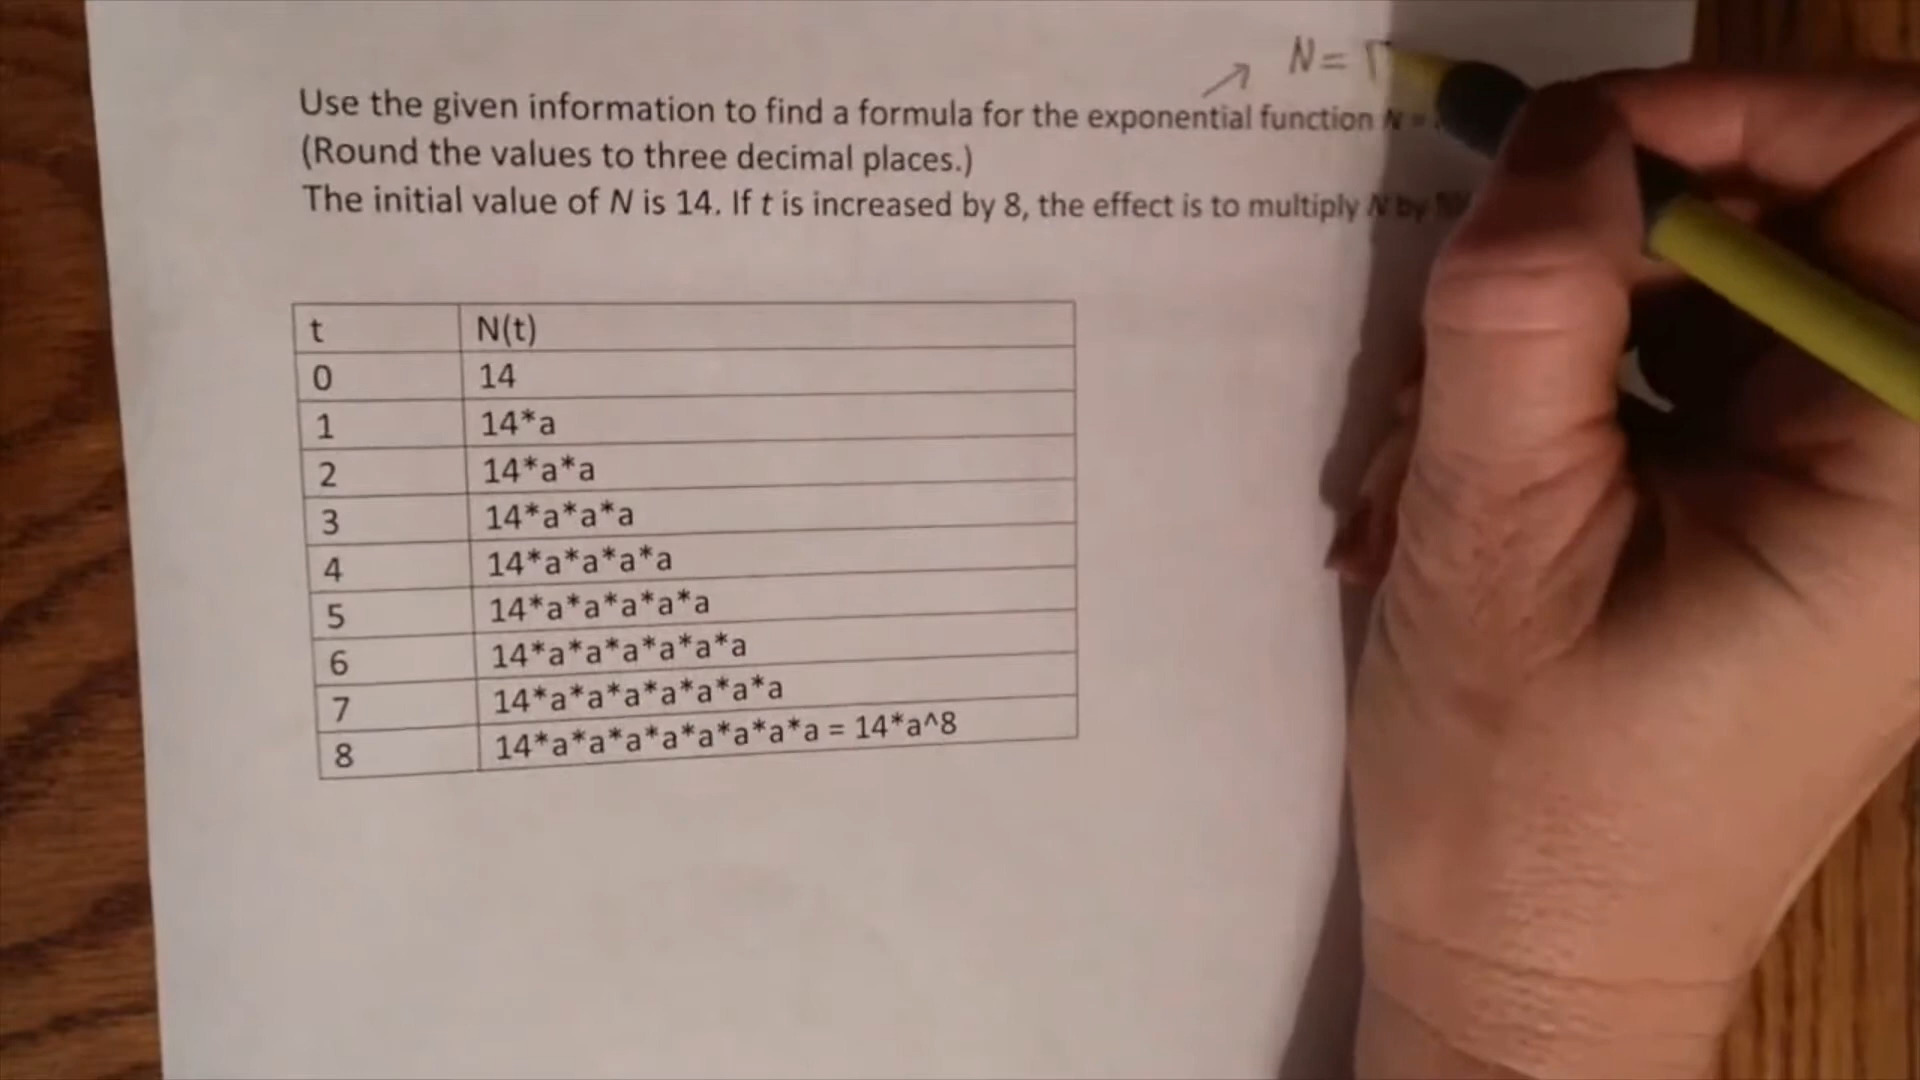 N =
Use the given information to find a formula for the exponential function N =
(Round the values to three decimal places.)
The initial value of N is 14. If t is increased by 8, the effect is to multiply N by
t N(t)
0 14
1 14*a
2 14*a*a
3 14*a*a*a
4 14*a*a*a*a
5 14*a*a*a*a*a
6 14*a*a*a*a*a*a
7 14*a*a*a*a*a*a*a
8 14*a*a*a*a*a*a*a*a = 14*a^8